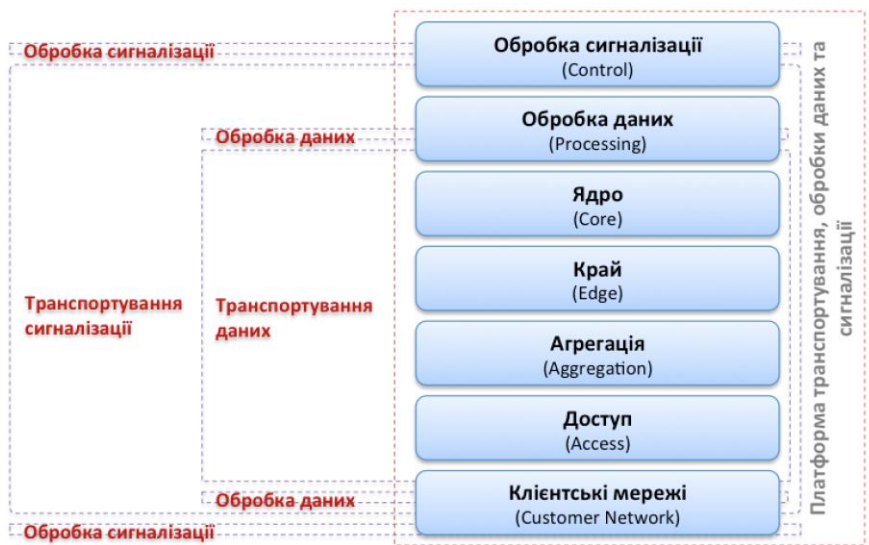 Обробка сигналізації
Обробка сигналізації
(Control)
Обробка даних
Обробка даних
(Processing)
Ядро
(Core)
Край
(Edge)
Транспортування
сигналізації
Транспортування
даних
Агрегація
(Aggregation)
Доступ
(Access)
Обробка даних
Клієнтські мережі
(Customer Network)
Обробка сигналізації
Платформа транспортування, обробки даних та
сигналізації